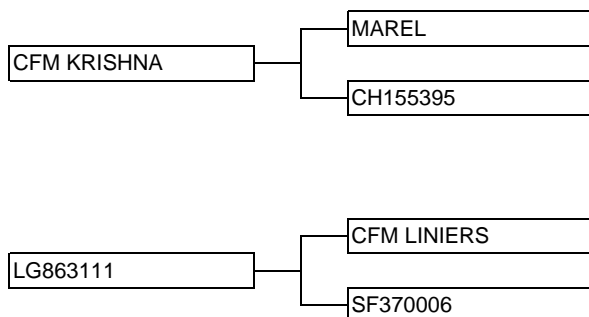 MAREL
CFM KRISHNA
CH155395
CFM LINIERS
LG863111
SF370006